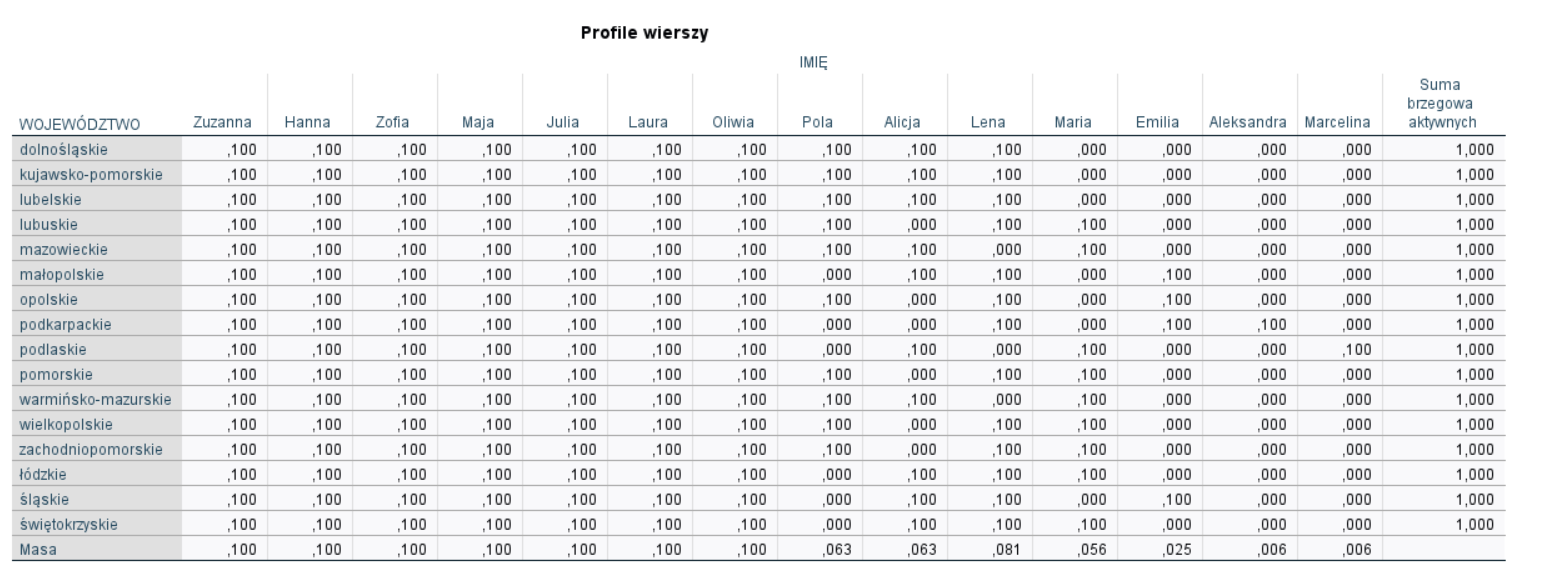 Profile wierszy
IMIĘ
WOJEWÓDZTWO Zuzanna Hanna Zofia Maja Julia Laura Oliwia Pola Alicja Lena Maria Emilia Aleksandra Marcelina Suma brzegowa aktywnych
dolnośląskie ,100 ,100 ,100 ,100 ,100 ,100 ,100 ,100 ,100 ,100 ,000 ,000 ,000 ,000 1,000
kujawsko-pomorskie ,100 ,100 ,100 ,100 ,100 ,100 ,100 ,100 ,100 ,100 ,000 ,000 ,000 ,000 1,000
lubelskie ,100 ,100 ,100 ,100 ,100 ,100 ,100 ,100 ,100 ,100 ,000 ,000 ,000 ,000 1,000
lubuskie ,100 ,100 ,100 ,100 ,100 ,100 ,100 ,100 ,000 ,100 ,100 ,000 ,000 ,000 1,000
mazowieckie ,100 ,100 ,100 ,100 ,100 ,100 ,100 ,100 ,100 ,000 ,100 ,000 ,000 ,000 1,000
małopolskie ,100 ,100 ,100 ,100 ,100 ,100 ,100 ,000 ,100 ,100 ,000 ,100 ,000 ,000 1,000
opolskie ,100 ,100 ,100 ,100 ,100 ,100 ,100 ,100 ,000 ,100 ,000 ,100 ,000 ,000 1,000
podkarpackie ,100 ,100 ,100 ,100 ,100 ,100 ,100 ,000 ,000 ,100 ,000 ,100 ,100 ,000 1,000
podlaskie ,100 ,100 ,100 ,100 ,100 ,100 ,100 ,000 ,100 ,000 ,100 ,000 ,000 ,100 1,000
pomorskie ,100 ,100 ,100 ,100 ,100 ,100 ,100 ,100 ,000 ,100 ,100 ,000 ,000 ,000 1,000
warmińsko-mazurskie ,100 ,100 ,100 ,100 ,100 ,100 ,100 ,100 ,100 ,000 ,100 ,000 ,000 ,000 1,000
wielkopolskie ,100 ,100 ,100 ,100 ,100 ,100 ,100 ,100 ,000 ,100 ,100 ,000 ,000 ,000 1,000
zachodniopomorskie ,100 ,100 ,100 ,100 ,100 ,100 ,100 ,100 ,000 ,100 ,100 ,000 ,000 ,000 1,000
łódzkie ,100 ,100 ,100 ,100 ,100 ,100 ,100 ,000 ,100 ,100 ,100 ,000 ,000 ,000 1,000
śląskie ,100 ,100 ,100 ,100 ,100 ,100 ,100 ,000 ,100 ,100 ,000 ,100 ,000 ,000 1,000
świętokrzyskie ,100 ,100 ,100 ,100 ,100 ,100 ,100 ,000 ,100 ,100 ,100 ,000 ,000 ,000 1,000
Masa ,100 ,100 ,100 ,100 ,100 ,100 ,100 ,063 ,063 ,081 ,056 ,025 ,006 ,006